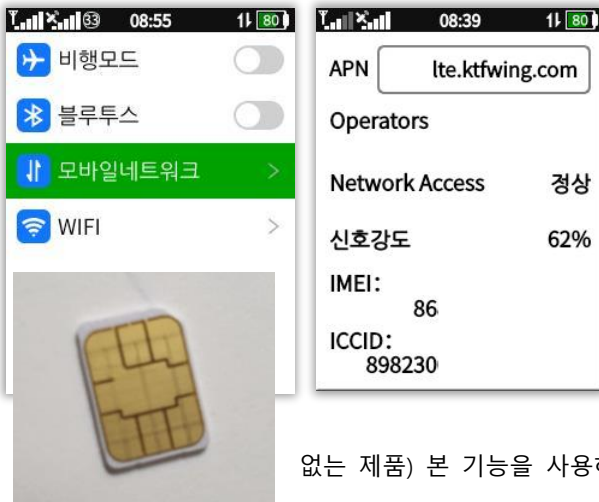 33 08:55 80
비행모드
블루투스
모바일네트워크
WIFI
08:39 80
APN lte.ktfwing.com
Operators
Network Access 정상
신호강도 62%
IMEI:
86
ICCID:
898230
없는 제품) 본 기능을 사용하